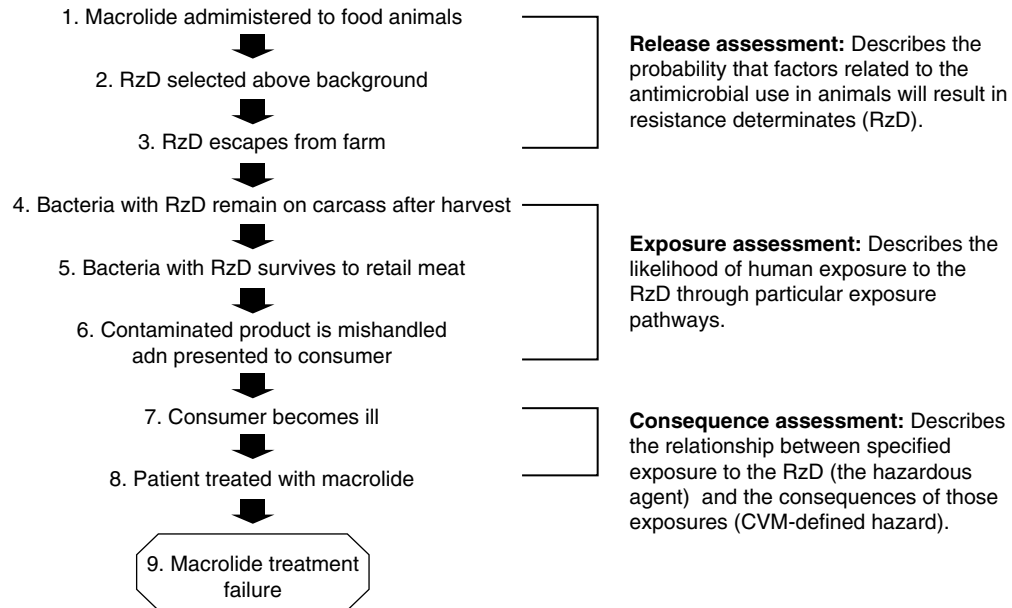 1. Macrolide admimistered to food animals
2. RzD selected above background
3. RzD escapes from farm
Release assessment: Describes the
probability that factors related to the
antimicrobial use in animals will result in
resistance determinates (RzD).
4. Bacteria with RzD remain on carcass after harvest
5. Bacteria with RzD survives to retail meat
6. Contaminated product is mishandled
adn presented to consumer
Exposure assessment: Describes the
likelihood of human exposure to the
RzD through particular exposure
pathways.
7. Consumer becomes ill
8. Patient treated with macrolide
Consequence assessment: Describes
the relationship between specified
exposure to the RzD (the hazardous
agent) and the consequences of those
exposures (CVM-defined hazard).
9. Macrolide treatment
failure